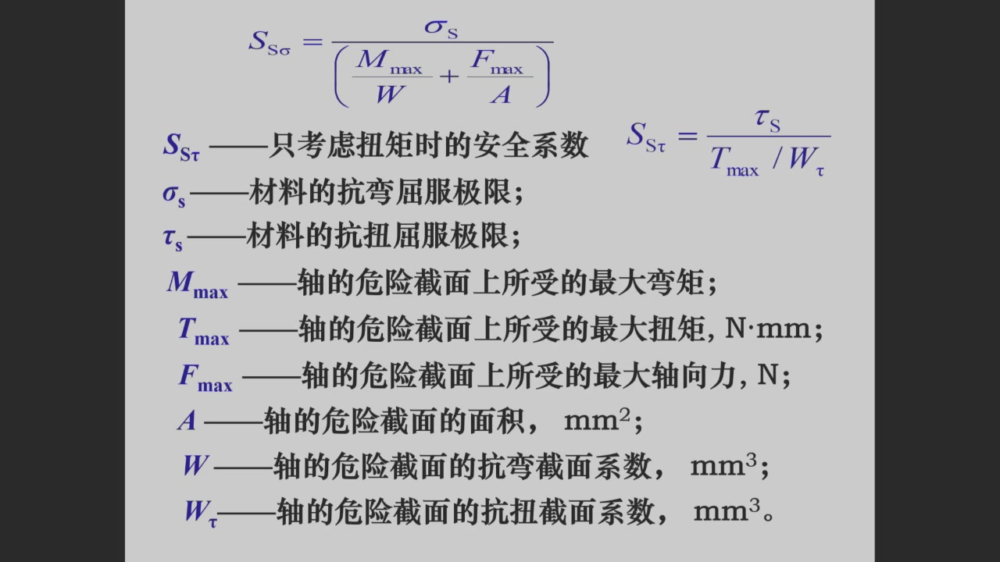 S_Sσ = σ_S / (M_max / W + F_max / A)
S_Sτ ——只考虑扭矩时的安全系数
S_Sτ = τ_S / (T_max / W_τ)
σ_s——材料的抗弯屈服极限；
τ_s——材料的抗扭屈服极限；
M_max ——轴的危险截面上所受的最大弯矩；
T_max ——轴的危险截面上所受的最大扭矩, N·mm；
F_max ——轴的危险截面上所受的最大轴向力, N；
A ——轴的危险截面的面积， mm²；
W ——轴的危险截面的抗弯截面系数， mm³；
W_τ——轴的危险截面的抗扭截面系数， mm³。